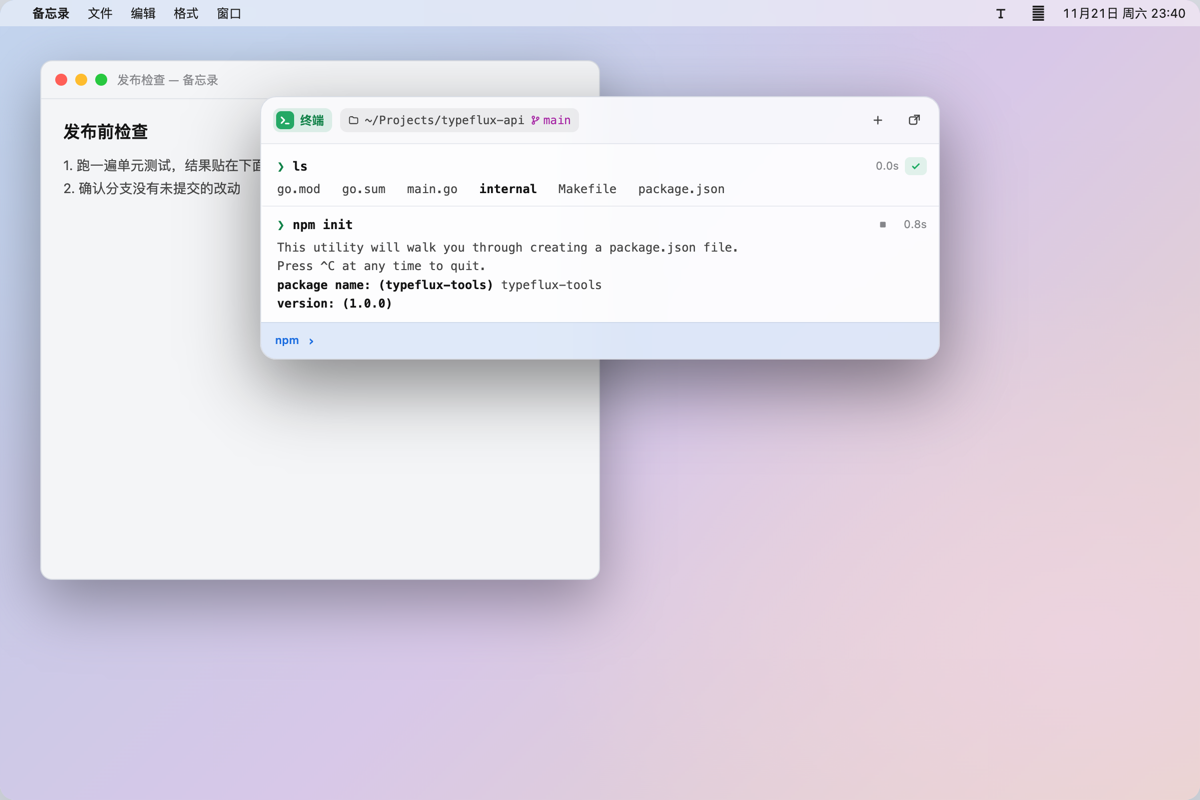 备忘录 文件 编辑 格式 窗口 T 11月21日 周六 23:40
发布检查 — 备忘录
发布前检查
1. 跑一遍单元测试，结果贴在下面
2. 确认分支没有未提交的改动
终端 ~/Projects/typeflux-api main
❯ ls 0.0s
go.mod go.sum main.go internal Makefile package.json
❯ npm init 0.8s
This utility will walk you through creating a package.json file.
Press ^C at any time to quit.
package name: (typeflux-tools) typeflux-tools
version: (1.0.0)
npm ›